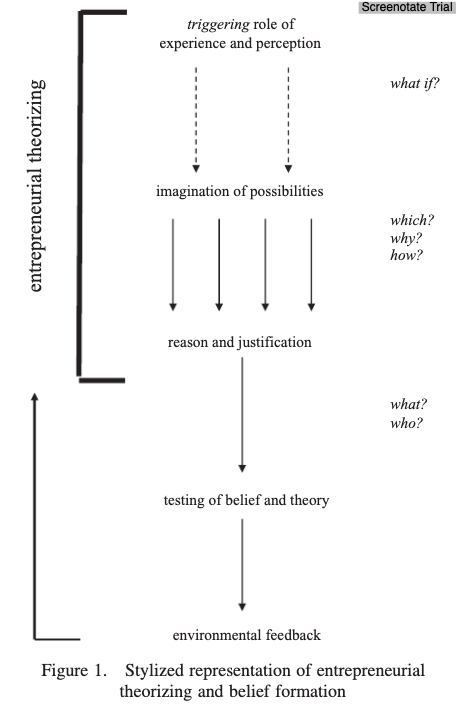 Screenotate Trial
triggering role of
experience and perception
what if?
entrepreneurial theorizing
imagination of possibilities
which?
why?
how?
reason and justification
what?
who?
testing of belief and theory
environmental feedback
Figure 1. Stylized representation of entrepreneurial
theorizing and belief formation